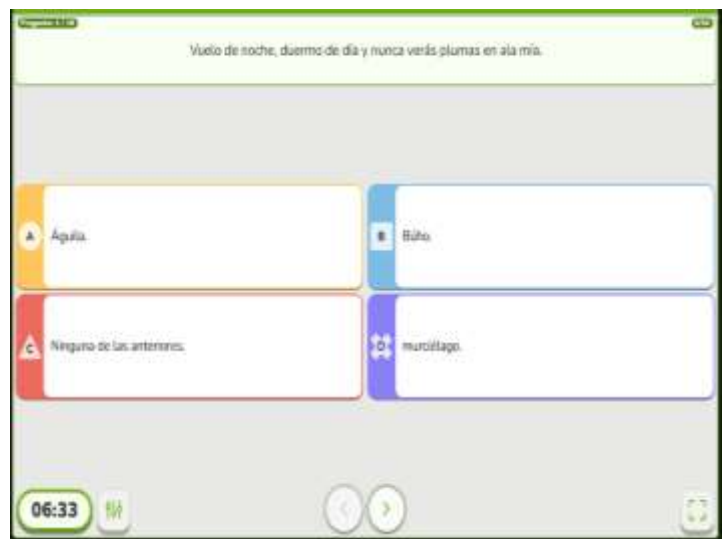 Vuelo de noche, duermo de día y nunca verás plumas en ala mía.
A
Águila.
B
Búho.
C
Ninguna de las anteriores.
D
murciélago.
06:33